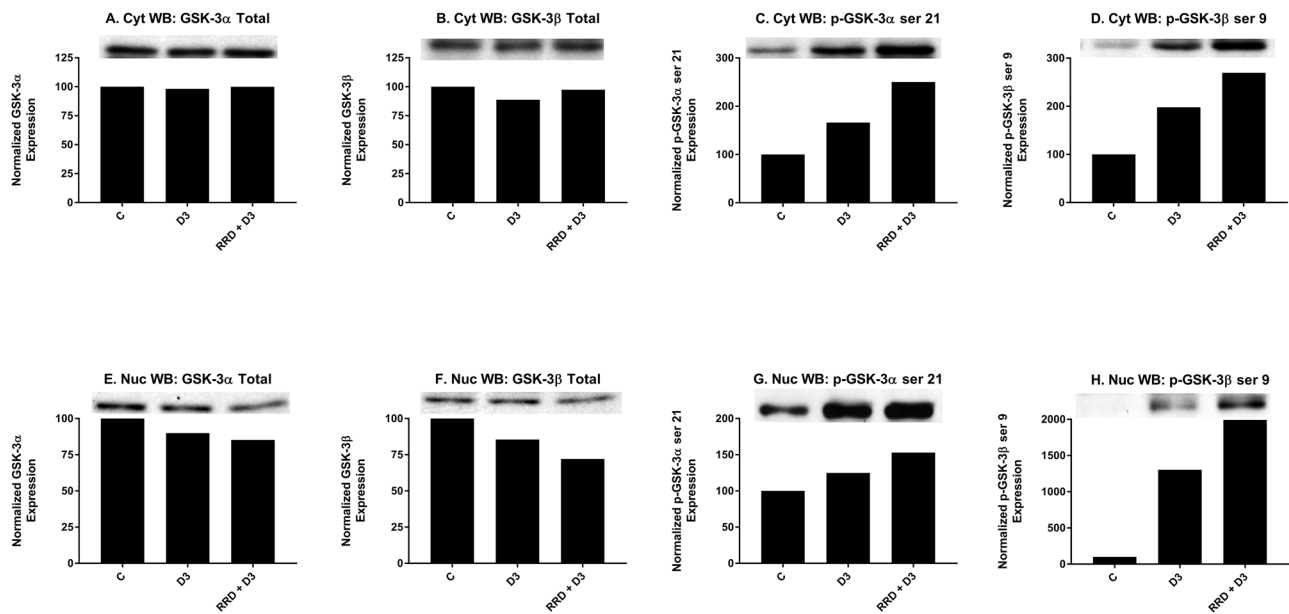 A. Cyt WB: GSK-3α Total
Normalized GSK-3α
Expression
125
100
75
50
25
0
C
D3
RRD + D3
B. Cyt WB: GSK-3β Total
Normalized GSK-3β
Expression
125
100
75
50
25
0
C
D3
RRD + D3
C. Cyt WB: p-GSK-3α ser 21
Normalized p-GSK-3α ser 21
Expression
300
200
100
0
C
D3
RRD + D3
D. Cyt WB: p-GSK-3β ser 9
Normalized p-GSK-3β ser 9
Expression
300
200
100
0
C
D3
RRD + D3
E. Nuc WB: GSK-3α Total
Normalized GSK-3α
Expression
100
75
50
25
0
C
D3
RRD + D3
F. Nuc WB: GSK-3β Total
Normalized GSK-3β
Expression
100
75
50
25
0
C
D3
RRD + D3
G. Nuc WB: p-GSK-3α ser 21
Normalized p-GSK-3α ser 21
Expression
200
150
100
50
0
C
D3
RRD + D3
H. Nuc WB: p-GSK-3β ser 9
Normalized p-GSK-3β ser 9
Expression
2000
1500
1000
500
0
C
D3
RRD + D3